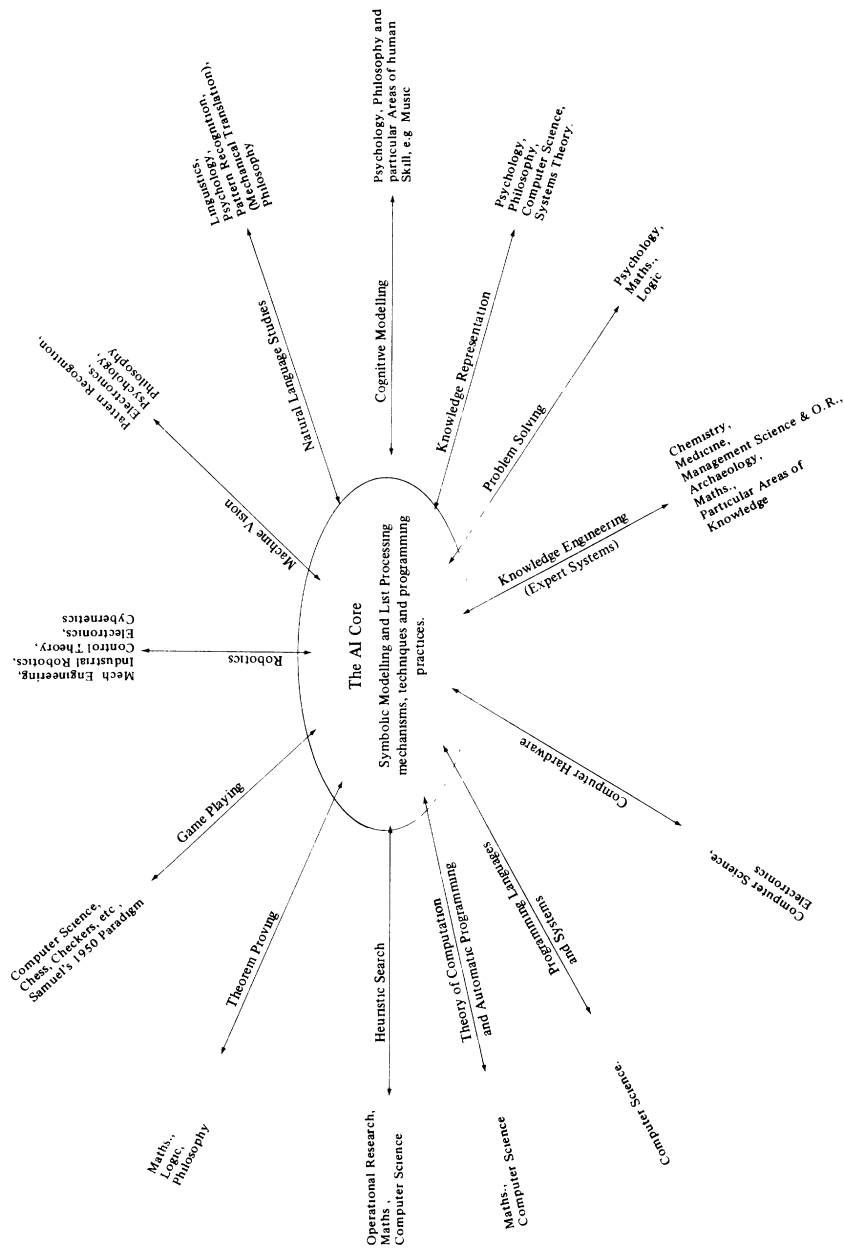 The AI Core
Symbolic Modelling and List Processing
mechanisms, techniques and programming
practices.
Cognitive Modelling
Psychology, Philosophy and
particular Areas of human
Skill, e.g Music
Knowledge Representation
Psychology,
Philosophy,
Computer Science,
Systems Theory.
Problem Solving
Psychology,
Maths.,
Logic
Knowledge Engineering
(Expert Systems)
Chemistry,
Medicine,
Management Science & O.R.,
Archaeology,
Maths.,
Particular Areas of
Knowledge
Computer Hardware
Computer Science,
Electronics
Programming Languages
and Systems
Computer Science.
Theory of Computation
and Automatic Programming
Maths.,
Computer Science
Heuristic Search
Operational Research,
Maths ,
Computer Science
Theorem Proving
Maths.,
Logic,
Philosophy
Game Playing
Computer Science,
Chess, Checkers, etc ,
Samuel's 1950 Paradigm
Robotics
Mech Engineering,
Industrial Robotics,
Control Theory,
Electronics,
Cybernetics
Machine Vision
Pattern Recognition,
Electronics,
Psychology,
Philosophy
Natural Language Studies
Linguistics,
Psychology,
Pattern Recognition,
(Mechanical Translation),
Philosophy